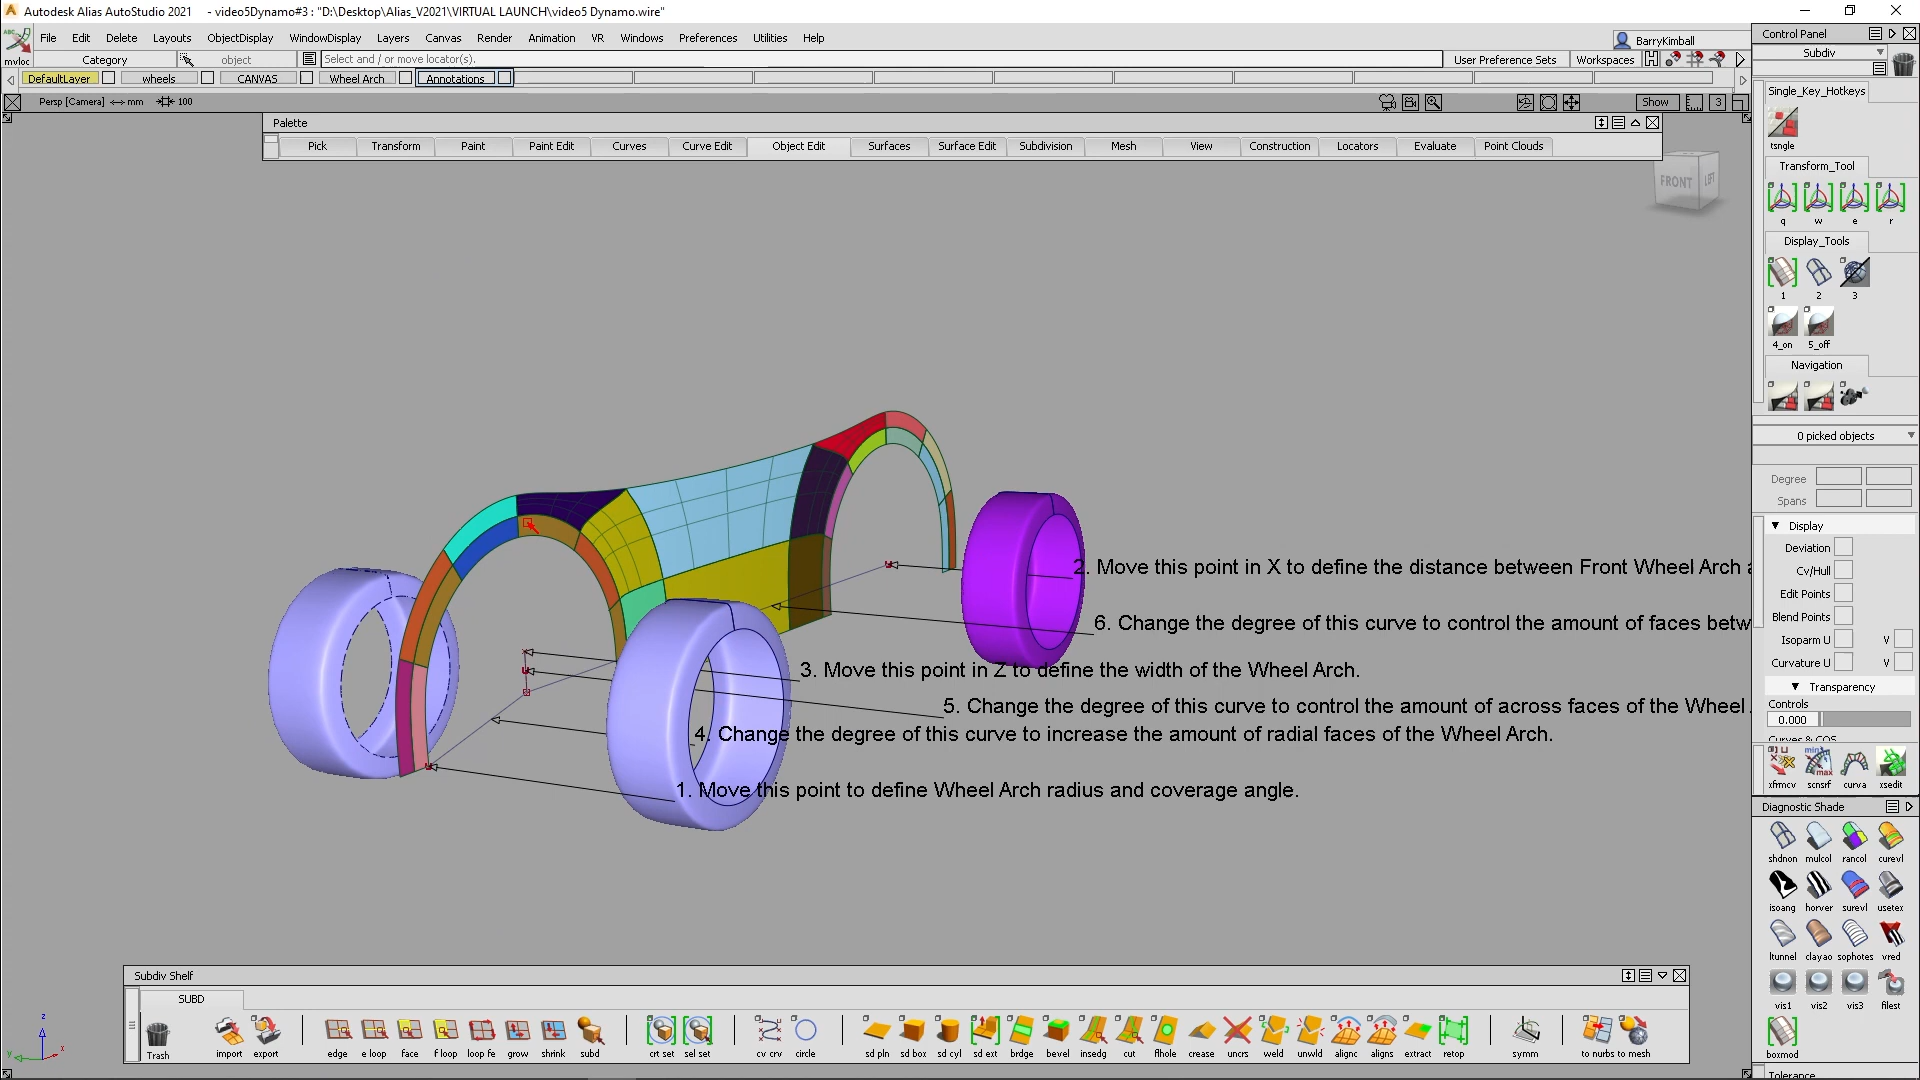 Autodesk Alias AutoStudio 2021 - video5Dynamo#3 : "D:\Desktop\Alias_V2021\VIRTUAL LAUNCH\video5 Dynamo.wire"
File Edit Delete Layouts ObjectDisplay WindowDisplay Layers Canvas Render Animation VR Windows Preferences Utilities Help
BarryKimball
mvloc Category object Select and / or move locator(s). User Preference Sets Workspaces
DefaultLayer wheels CANVAS Wheel Arch Annotations
Persp [Camera] mm 100 Show 3
Palette
Pick Transform Paint Paint Edit Curves Curve Edit Object Edit Surfaces Surface Edit Subdivision Mesh View Construction Locators Evaluate Point Clouds
FRONT LEFT
2. Move this point in X to define the distance between Front Wheel Arch a
6. Change the degree of this curve to control the amount of faces betw
3. Move this point in Z to define the width of the Wheel Arch.
5. Change the degree of this curve to control the amount of across faces of the Wheel
4. Change the degree of this curve to increase the amount of radial faces of the Wheel Arch.
1. Move this point to define Wheel Arch radius and coverage angle.
z
y
x
Subdiv Shelf
SUBD
Trash import export edge e loop face f loop loop fe grow shrink subd crt set sel set cv crv circle sd pln sd box sd cyl sd ext brdge bevel insedg cut flhole crease uncrs weld unwld alignc aligns extract retop symm to nurbs to mesh
Control Panel
Subdiv
Single_Key_Hotkeys
tsngle
Transform_Tool
q w e r
Display_Tools
1 2 3
4_on 5_off
Navigation
0 picked objects
Degree
Spans
Display
Deviation
Cv/Hull
Edit Points
Blend Points
Isoparm U V
Curvature U V
Transparency
Controls
0.000
Curves & COS
xfrmcv scnsrf curva xsedit
Diagnostic Shade
shdnon mulcol rancol curevl
isoang horver surevl usetex
ltunnel clayao sophotes vred
vis1 vis2 vis3 filest
boxmod
Tolerance